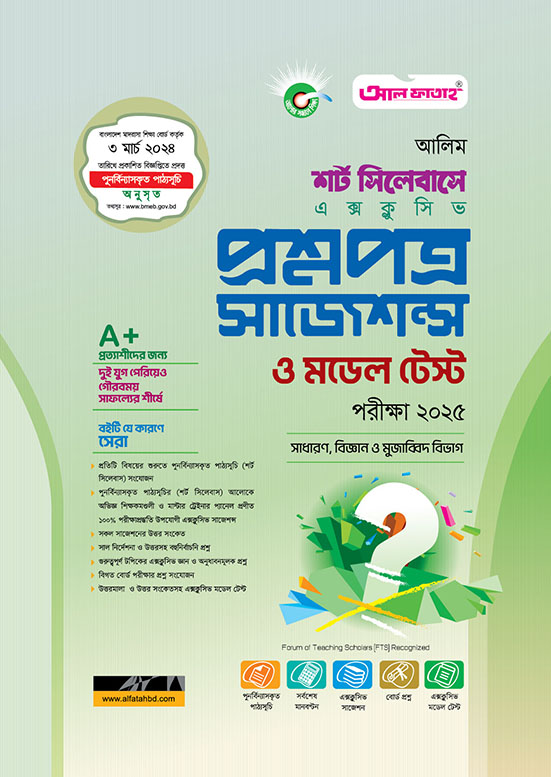 আল ফাতাহ®
বাংলাদেশ মাদরাসা শিক্ষা বোর্ড কর্তৃক
৩ মার্চ ২০২৪
তারিখে প্রকাশিত বিজ্ঞপ্তিতে প্রদত্ত
পুনর্বিন্যাসকৃত পাঠ্যসূচি
অনুসৃত
তথ্যসূত্র : www.bmeb.gov.bd
আলিম
শর্ট সিলেবাসে
এক্সক্লুসিভ
প্রশ্নপত্র
সাজেশন্স
ও মডেল টেস্ট
পরীক্ষা ২০২৫
সাধারণ, বিজ্ঞান ও মুজাব্বিদ বিভাগ
A+
প্রত্যাশীদের জন্য
দুই যুগ পেরিয়েও
গৌরবময়
সাফল্যের শীর্ষে
বইটি যে কারণে
সেরা
প্রতিটি বিষয়ের শুরুতে পুনর্বিন্যাসকৃত পাঠ্যসূচি (শর্ট
সিলেবাস) সংযোজন
পুনর্বিন্যাসকৃত পাঠ্যসূচির (শর্ট সিলেবাস) আলোকে
অভিজ্ঞ শিক্ষকমণ্ডলী ও মাস্টার ট্রেইনার প্যানেল প্রণীত
১০০% পরীক্ষাপ্রস্তুতি উপযোগী এক্সক্লুসিভ সাজেশন্স
সকল সাজেশনের উত্তর সংকেত
সাল নির্দেশনা ও উত্তরসহ বহুনির্বাচনি প্রশ্ন
গুরুত্বপূর্ণ টপিকের এক্সক্লুসিভ জ্ঞান ও অনুধাবনমূলক প্রশ্ন
বিগত বোর্ড পরীক্ষার প্রশ্ন সংযোজন
উত্তরমালা ও উত্তর সংকেতসহ এক্সক্লুসিভ মডেল টেস্ট
Forum of Teaching Scholars [FTS] Recognized
পুনর্বিন্যাসকৃত
পাঠ্যসূচি
সর্বশেষ
মানবণ্টন
এক্সক্লুসিভ
সাজেশন
বোর্ড প্রশ্ন
এক্সক্লুসিভ
মডেল টেস্ট
www.alfatahbd.com